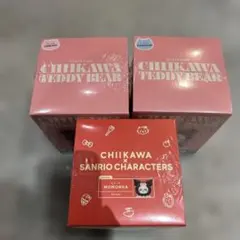 CHIIKAWA
TEDDY BEAR
CHIIKAWA
TEDDY BEAR
CHIIKAWA
×
SANRIO CHARACTERS
MOMONGA